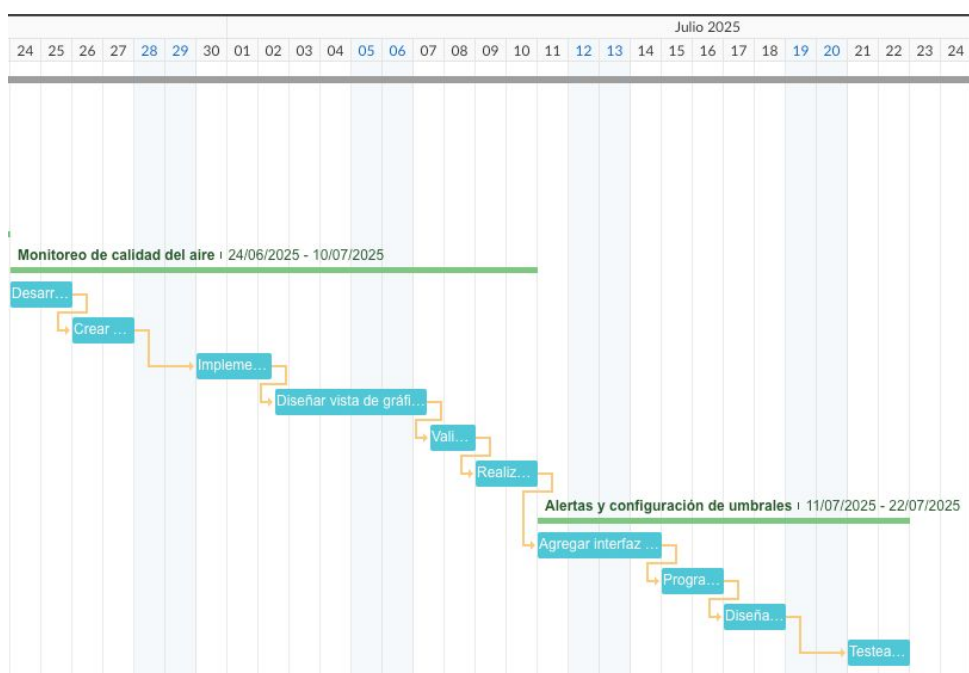 Julio 2025
24 25 26 27 28 29 30 01 02 03 04 05 06 07 08 09 10 11 12 13 14 15 16 17 18 19 20 21 22 23 24
Monitoreo de calidad del aire 24/06/2025 - 10/07/2025
Desarr...
Crear ...
Impleme...
Diseñar vista de gráfi...
Vali...
Realiz...
Alertas y configuración de umbrales 11/07/2025 - 22/07/2025
Agregar interfaz ...
Progra...
Diseña...
Testea...